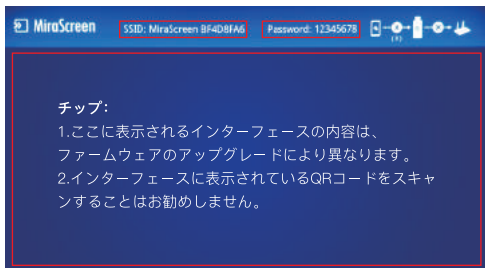 MiraScreen SSID: MiraScreen BF4D8FA6 Password: 12345678
チップ：
1.ここに表示されるインターフェースの内容は、
ファームウェアのアップグレードにより異なります。
2.インターフェースに表示されているQRコードをスキャ
ンすることはお勧めしません。